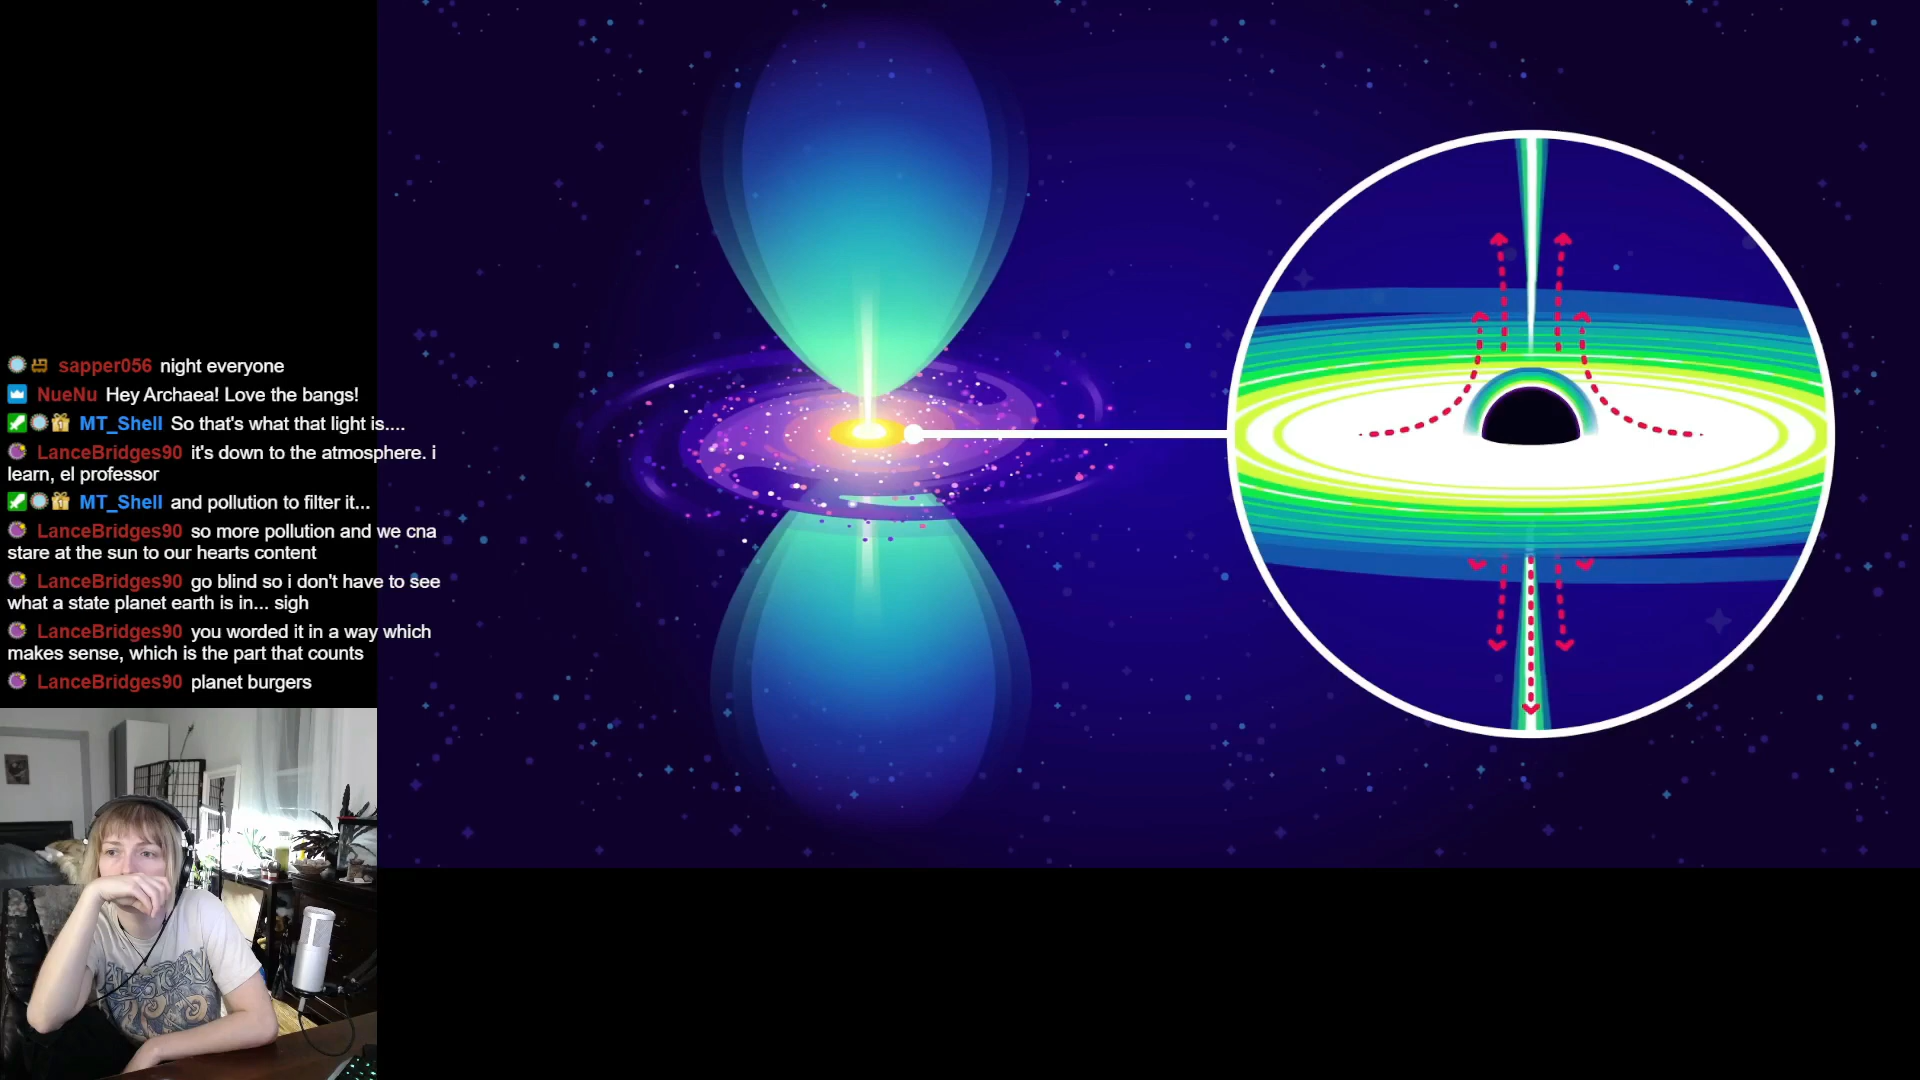 sapper056 night everyone
NueNu Hey Archaea! Love the bangs!
MT_Shell So that's what that light is....
LanceBridges90 it's down to the atmosphere. i
learn, el professor
MT_Shell and pollution to filter it...
LanceBridges90 so more pollution and we cna
stare at the sun to our hearts content
LanceBridges90 go blind so i don't have to see
what a state planet earth is in... sigh
LanceBridges90 you worded it in a way which
makes sense, which is the part that counts
LanceBridges90 planet burgers